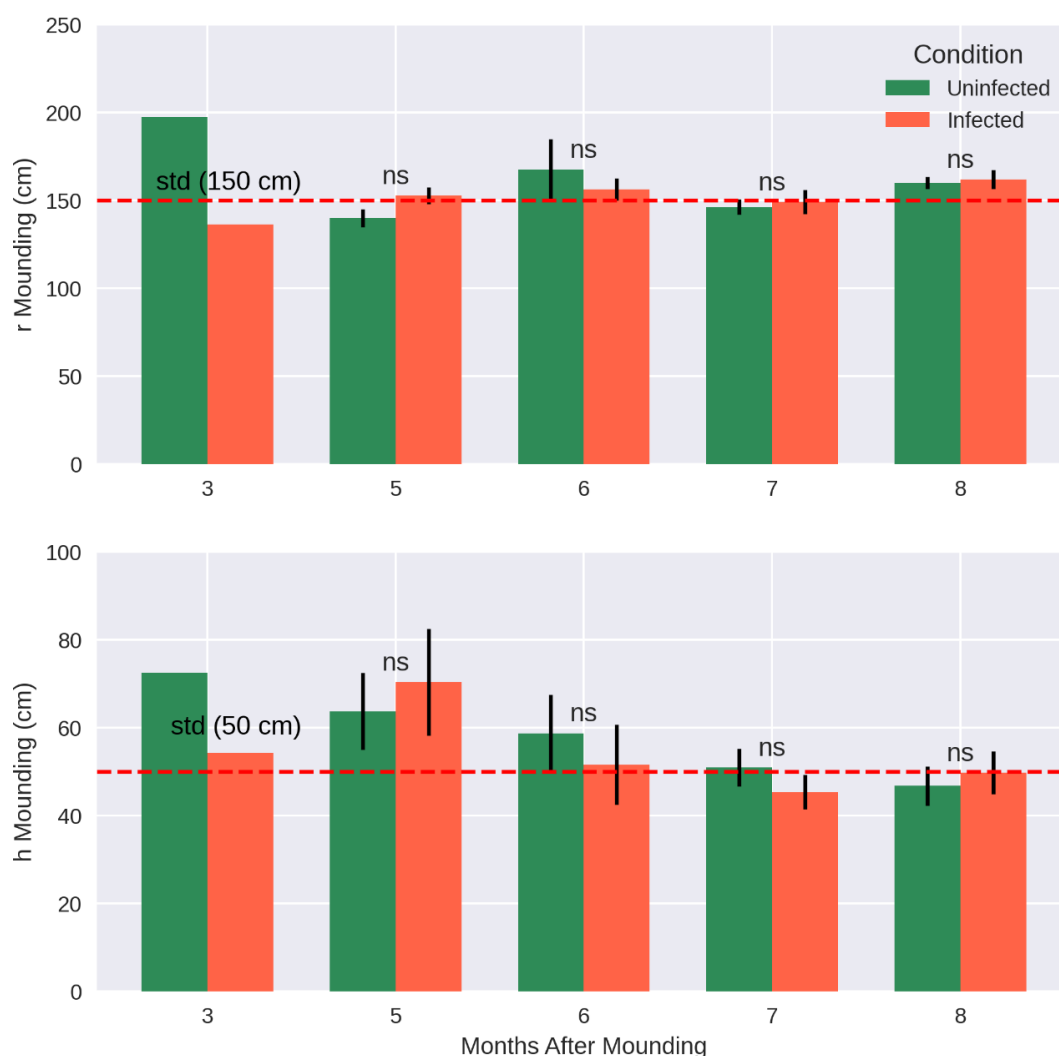 250
200
150
100
50
0
r Mounding (cm)
Condition
Uninfected
Infected
std (150 cm)
ns
ns
ns
ns
3 5 6 7 8
100
80
60
40
20
0
h Mounding (cm)
std (50 cm)
ns
ns
ns
ns
3 5 6 7 8
Months After Mounding